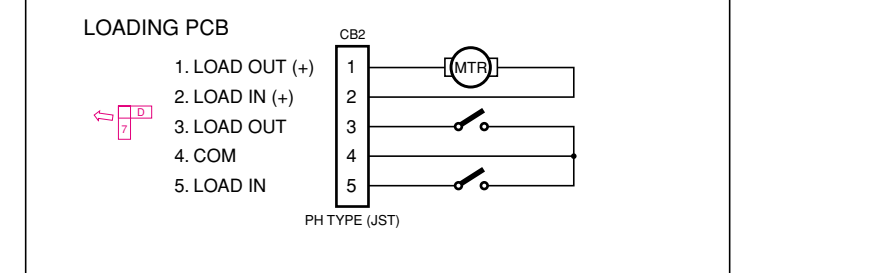 LOADING PCB
CB2
1. LOAD OUT (+) 1 MTR
2. LOAD IN (+) 2
D
7
3. LOAD OUT 3
4. COM 4
5. LOAD IN 5
PH TYPE (JST)